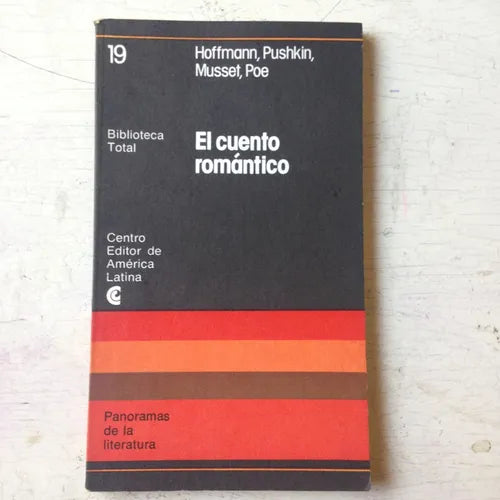 19
Hoffmann, Pushkin,
Musset, Poe
Biblioteca
Total
El cuento
romántico
Centro
Editor de
América
Latina
Panoramas
de la
literatura